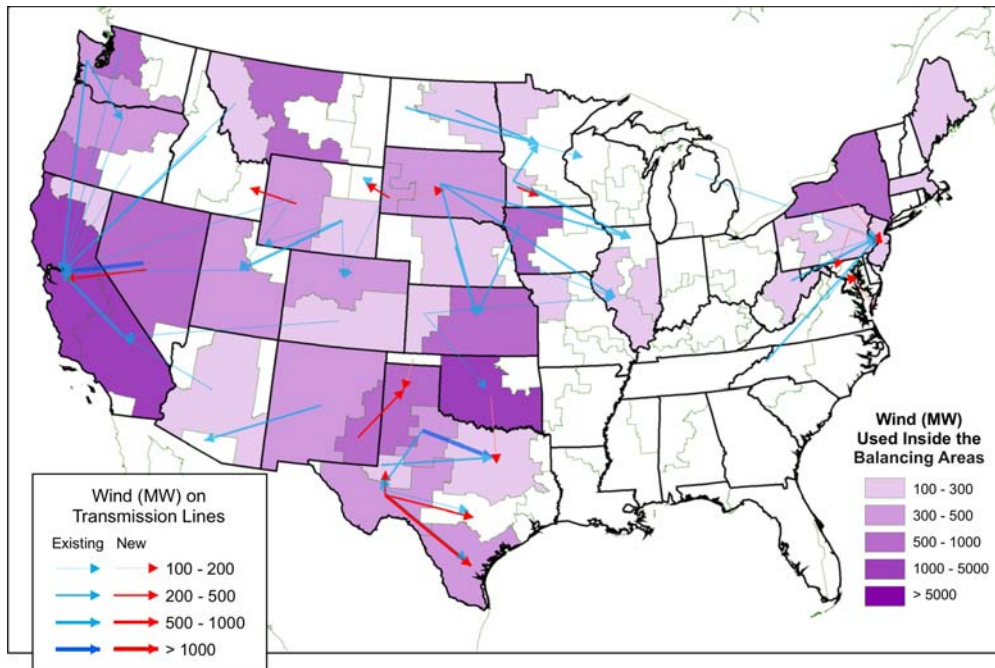 Wind (MW)
Used Inside the
Balancing Areas
100 - 300
300 - 500
500 - 1000
1000 - 5000
> 5000
Wind (MW) on
Transmission Lines
Existing New
100 - 200
200 - 500
500 - 1000
> 1000